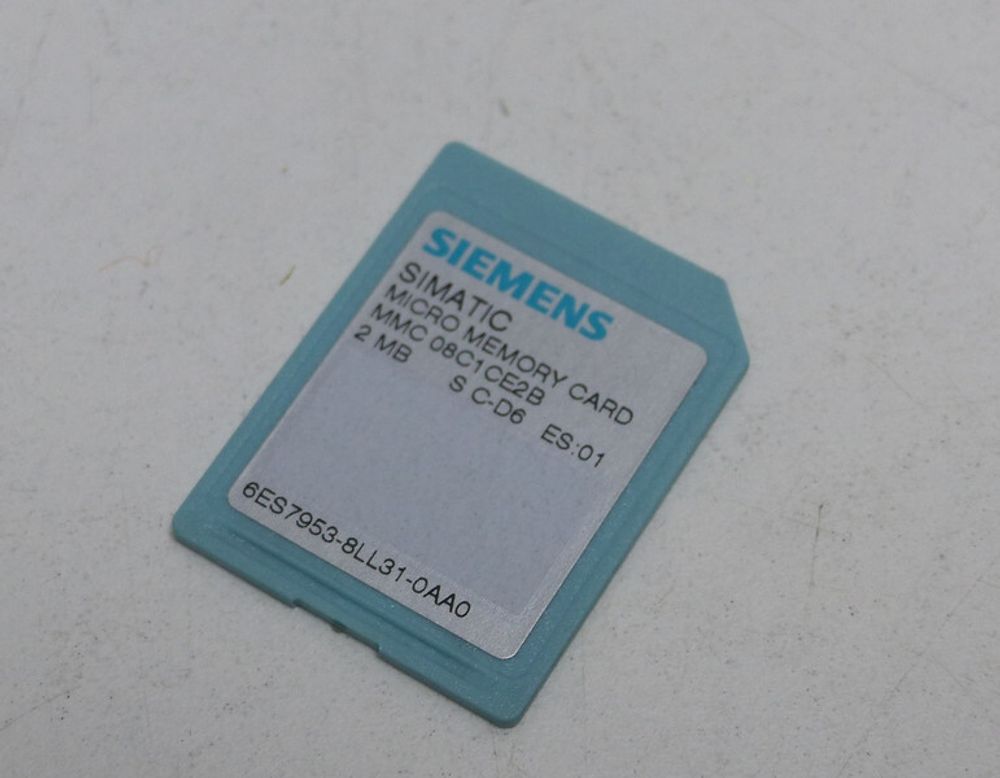 SIEMENS
SIMATIC
MICRO MEMORY CARD
MMC 08C1CE2B
2 MB S C-D6 ES:01
6ES7953-8LL31-0AA0